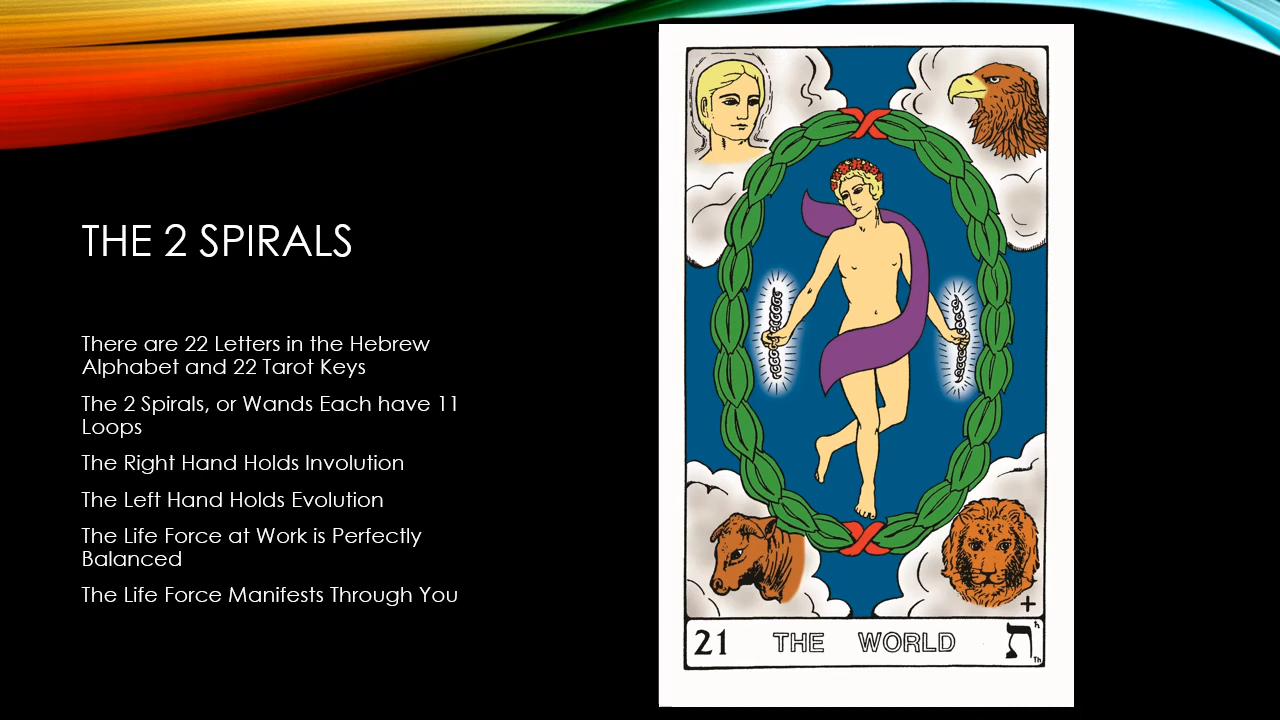 THE 2 SPIRALS
There are 22 Letters in the Hebrew
Alphabet and 22 Tarot Keys
The 2 Spirals, or Wands Each have 11
Loops
The Right Hand Holds Involution
The Left Hand Holds Evolution
The Life Force at Work is Perfectly
Balanced
The Life Force Manifests Through You
21 THE WORLD ת ♄ Th